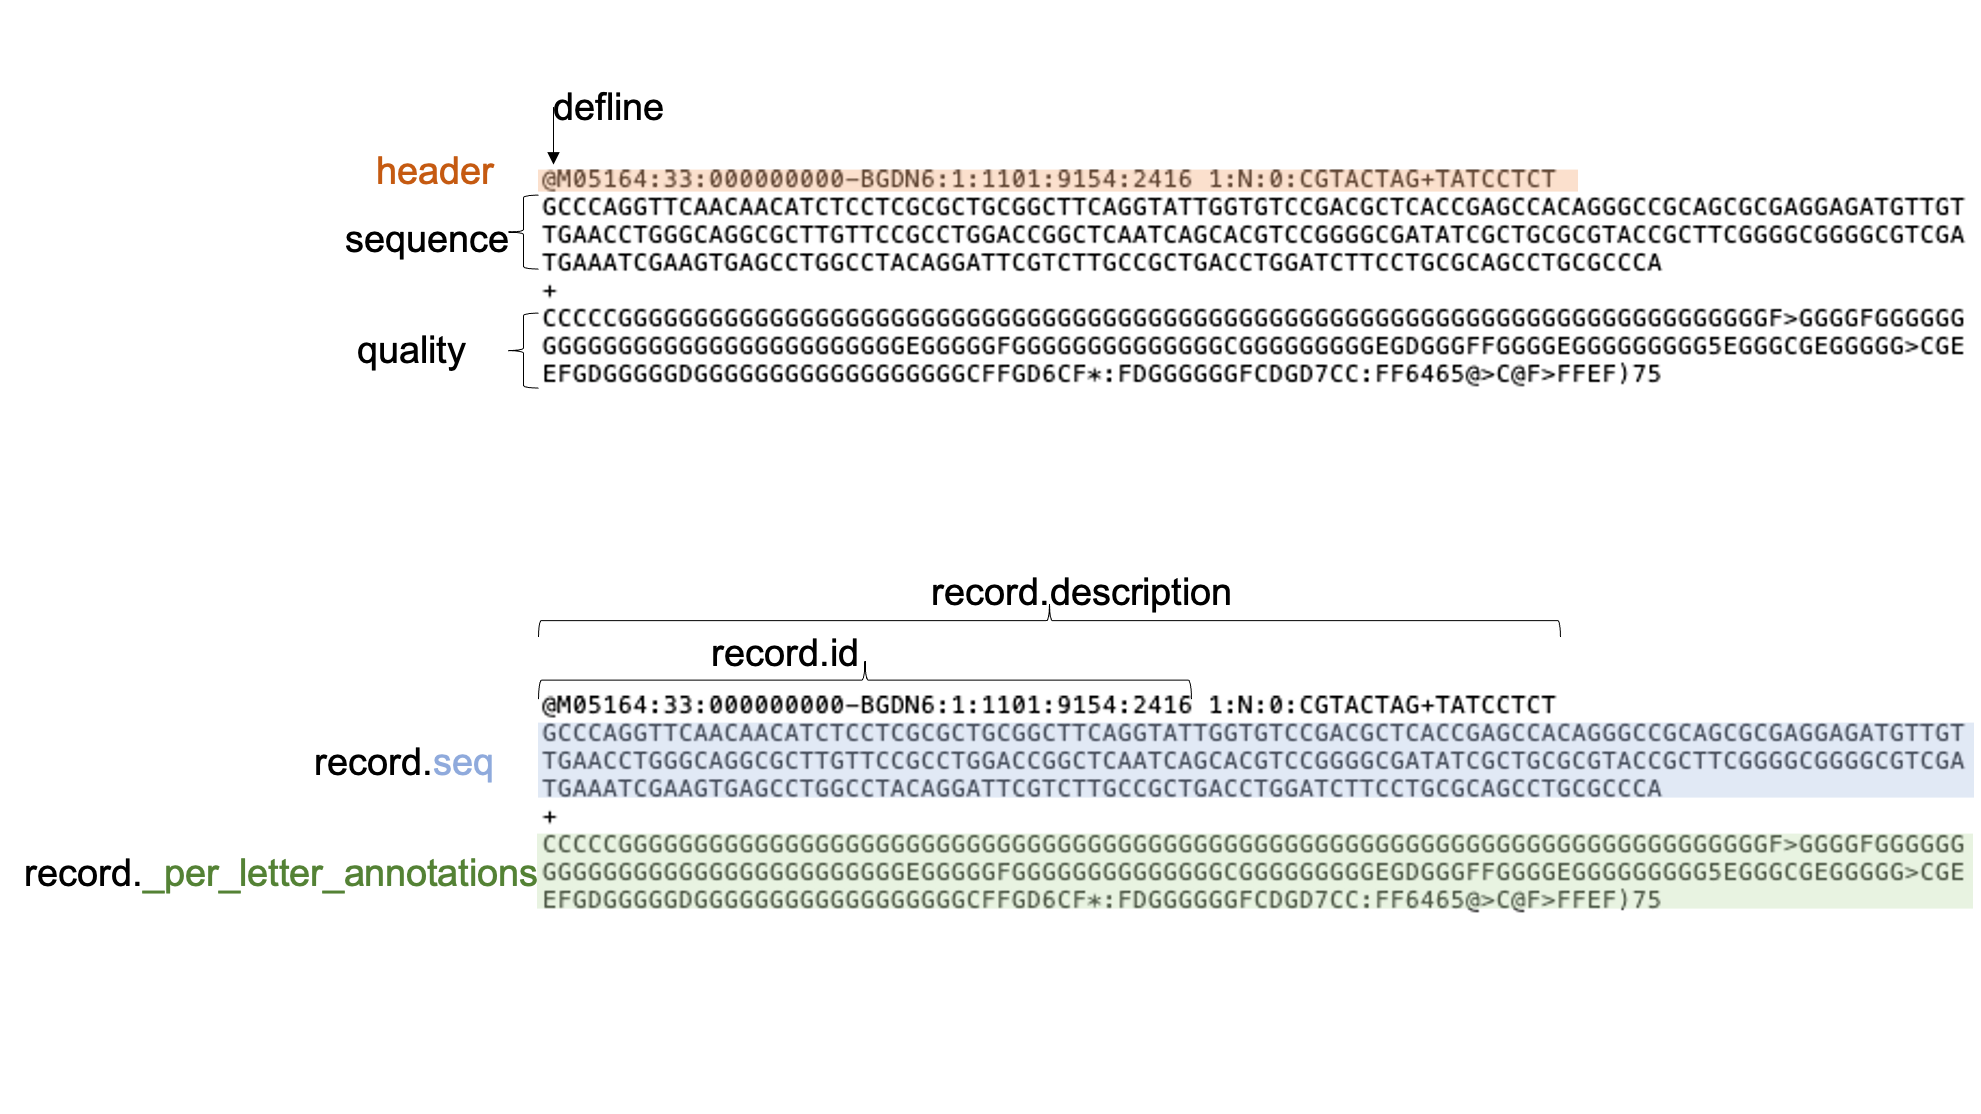 defline
header
@M05164:33:000000000-BGDN6:1:1101:9154:2416 1:N:0:CGTACTAG+TATCCTCT
sequence
GCCCAGGTTCAACAACATCTCCTCGCGCTGCGGCTTCAGGTATTGGTGTCCGACGCTCACCGAGCCACAGGGCCGCAGCGCGAGGAGATGTTGT
TGAACCTGGGCAGGCGCTTGTTCCGCCTGGACCGGCTCAATCAGCACGTCCGGGGCGATATCGCTGCGCGTACCGCTTCGGGGCGGGGCGTCGA
TGAAATCGAAGTGAGCCTGGCCTACAGGATTCGTCTTGCCGCTGACCTGGATCTTCCTGCGCAGCCTGCGCCCA
+
quality
CCCCCGGGGGGGGGGGGGGGGGGGGGGGGGGGGGGGGGGGGGGGGGGGGGGGGGGGGGGGGGGGGGGGGGGGGGGGGGGGGGF>GGGGFGGGGGG
GGGGGGGGGGGGGGGGGGGGGGGGEGGGGGFGGGGGGGGGGGGGGCGGGGGGGGGEGDGGGFFGGGGEGGGGGGGGG5EGGGCGEGGGGG>CGE
EFGDGGGGGDGGGGGGGGGGGGGGGGGGCFFGD6CF*:FDGGGGGGFCDGD7CC:FF6465@>C@F>FFEF)75
record.description
record.id
@M05164:33:000000000-BGDN6:1:1101:9154:2416 1:N:0:CGTACTAG+TATCCTCT
record.seq
GCCCAGGTTCAACAACATCTCCTCGCGCTGCGGCTTCAGGTATTGGTGTCCGACGCTCACCGAGCCACAGGGCCGCAGCGCGAGGAGATGTTGT
TGAACCTGGGCAGGCGCTTGTTCCGCCTGGACCGGCTCAATCAGCACGTCCGGGGCGATATCGCTGCGCGTACCGCTTCGGGGCGGGGCGTCGA
TGAAATCGAAGTGAGCCTGGCCTACAGGATTCGTCTTGCCGCTGACCTGGATCTTCCTGCGCAGCCTGCGCCCA
+
record._per_letter_annotations
CCCCCGGGGGGGGGGGGGGGGGGGGGGGGGGGGGGGGGGGGGGGGGGGGGGGGGGGGGGGGGGGGGGGGGGGGGGGGGGGGGF>GGGGFGGGGGG
GGGGGGGGGGGGGGGGGGGGGGGGEGGGGGFGGGGGGGGGGGGGGCGGGGGGGGGEGDGGGFFGGGGEGGGGGGGGG5EGGGCGEGGGGG>CGE
EFGDGGGGGDGGGGGGGGGGGGGGGGGGCFFGD6CF*:FDGGGGGGFCDGD7CC:FF6465@>C@F>FFEF)75